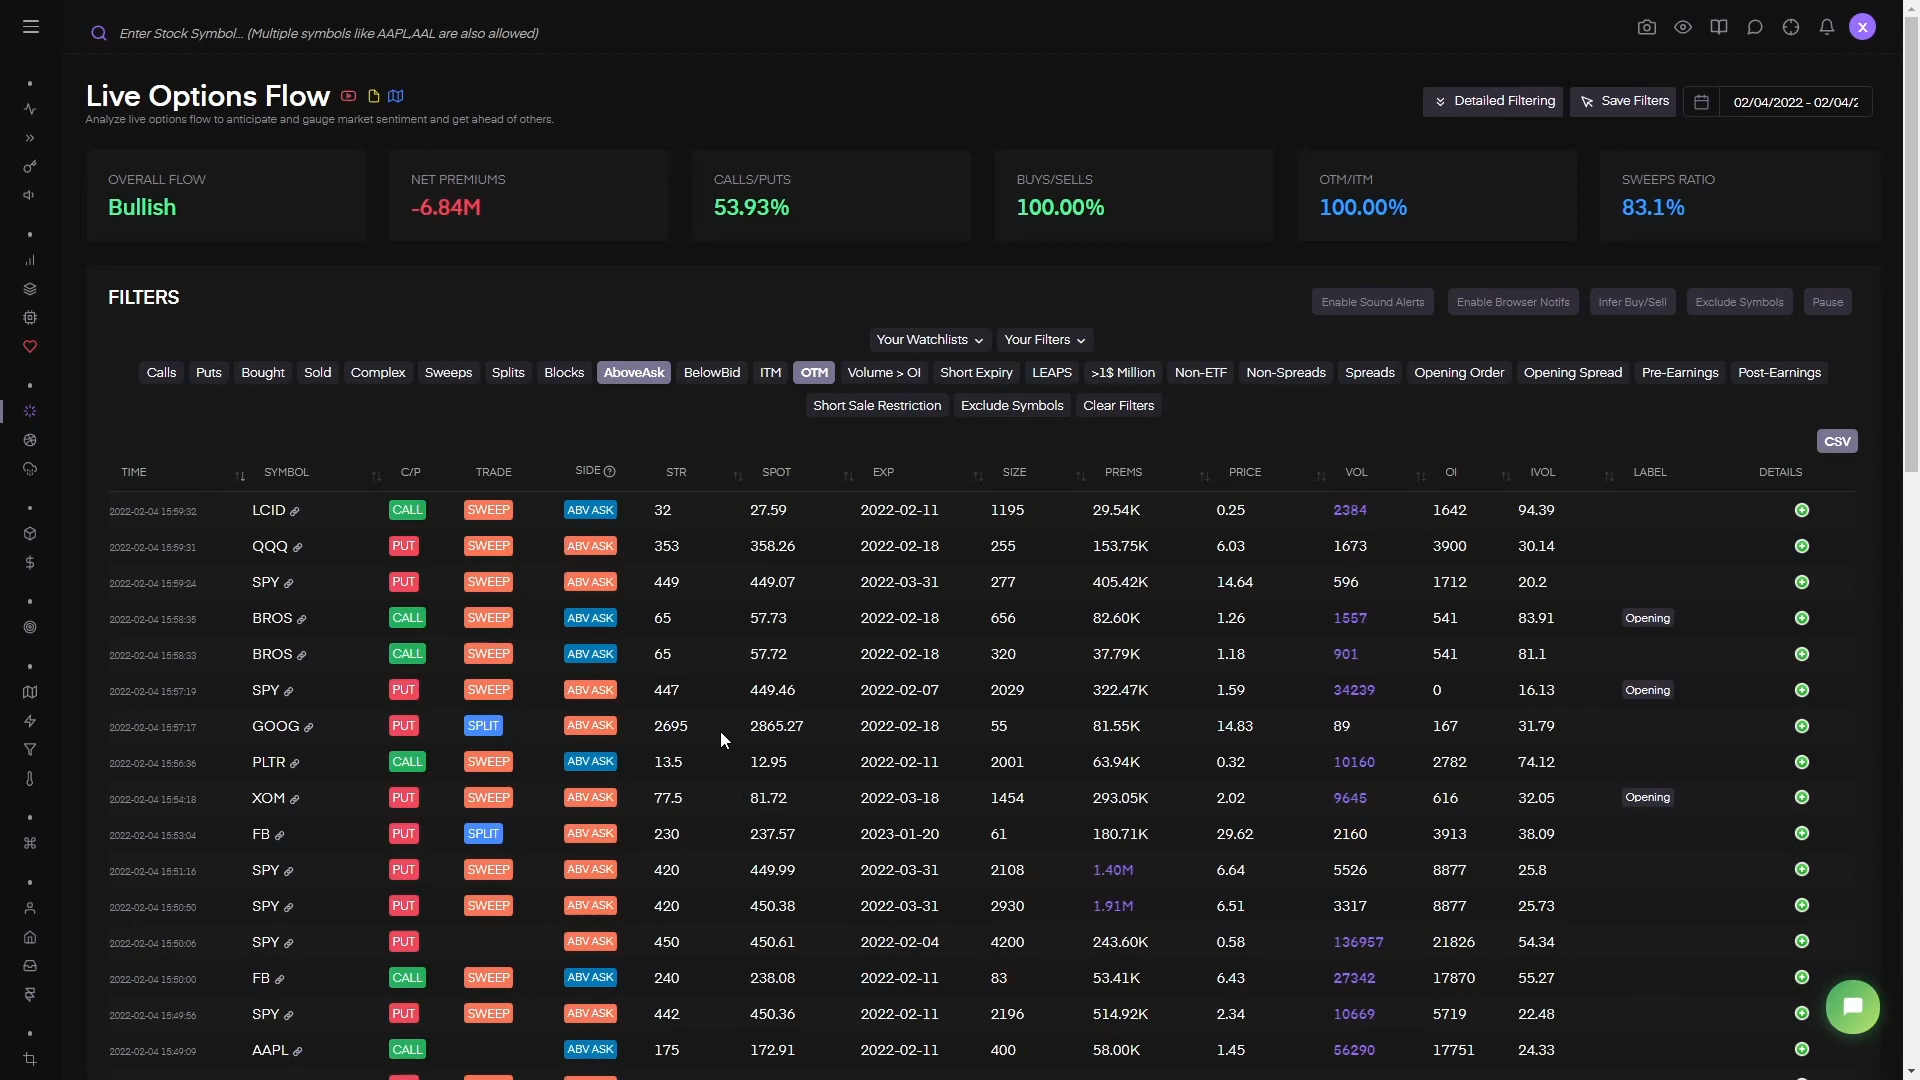 Enter Stock Symbol... (Multiple symbols like AAPL,AAL are also allowed)
X
Live Options Flow
Analyze live options flow to anticipate and gauge market sentiment and get ahead of others.
Detailed Filtering Save Filters 02/04/2022 - 02/04/2
OVERALL FLOW NET PREMIUMS CALLS/PUTS BUYS/SELLS OTM/ITM SWEEPS RATIO
Bullish -6.84M 53.93% 100.00% 100.00% 83.1%
FILTERS
Enable Sound Alerts Enable Browser Notifs Infer Buy/Sell Exclude Symbols Pause
Your Watchlists Your Filters
Calls Puts Bought Sold Complex Sweeps Splits Blocks AboveAsk BelowBid ITM OTM Volume > OI Short Expiry LEAPS >1$ Million Non-ETF Non-Spreads Spreads Opening Order Opening Spread Pre-Earnings Post-Earnings
Short Sale Restriction Exclude Symbols Clear Filters
CSV
TIME SYMBOL C/P TRADE SIDE STR SPOT EXP SIZE PREMS PRICE VOL OI IVOL LABEL DETAILS
2022-02-04 15:59:32 LCID CALL SWEEP ABV ASK 32 27.59 2022-02-11 1195 29.54K 0.25 2384 1642 94.39
2022-02-04 15:59:31 QQQ PUT SWEEP ABV ASK 353 358.26 2022-02-18 255 153.75K 6.03 1673 3900 30.14
2022-02-04 15:59:24 SPY PUT SWEEP ABV ASK 449 449.07 2022-03-31 277 405.42K 14.64 596 1712 20.2
2022-02-04 15:58:35 BROS CALL SWEEP ABV ASK 65 57.73 2022-02-18 656 82.60K 1.26 1557 541 83.91 Opening
2022-02-04 15:58:33 BROS CALL SWEEP ABV ASK 65 57.72 2022-02-18 320 37.79K 1.18 901 541 81.1
2022-02-04 15:57:19 SPY PUT SWEEP ABV ASK 447 449.46 2022-02-07 2029 322.47K 1.59 34239 0 16.13 Opening
2022-02-04 15:57:17 GOOG PUT SPLIT ABV ASK 2695 2865.27 2022-02-18 55 81.55K 14.83 89 167 31.79
2022-02-04 15:56:36 PLTR CALL SWEEP ABV ASK 13.5 12.95 2022-02-11 2001 63.94K 0.32 10160 2782 74.12
2022-02-04 15:54:18 XOM PUT SWEEP ABV ASK 77.5 81.72 2022-03-18 1454 293.05K 2.02 9645 616 32.05 Opening
2022-02-04 15:53:04 FB PUT SPLIT ABV ASK 230 237.57 2023-01-20 61 180.71K 29.62 2160 3913 38.09
2022-02-04 15:51:16 SPY PUT SWEEP ABV ASK 420 449.99 2022-03-31 2108 1.40M 6.64 5526 8877 25.8
2022-02-04 15:50:50 SPY PUT SWEEP ABV ASK 420 450.38 2022-03-31 2930 1.91M 6.51 3317 8877 25.73
2022-02-04 15:50:06 SPY PUT ABV ASK 450 450.61 2022-02-04 4200 243.60K 0.58 136957 21826 54.34
2022-02-04 15:50:00 FB CALL SWEEP ABV ASK 240 238.08 2022-02-11 83 53.41K 6.43 27342 17870 55.27
2022-02-04 15:49:56 SPY PUT SWEEP ABV ASK 442 450.36 2022-02-11 2196 514.92K 2.34 10669 5719 22.48
2022-02-04 15:49:09 AAPL CALL ABV ASK 175 172.91 2022-02-11 400 58.00K 1.45 56290 17751 24.33